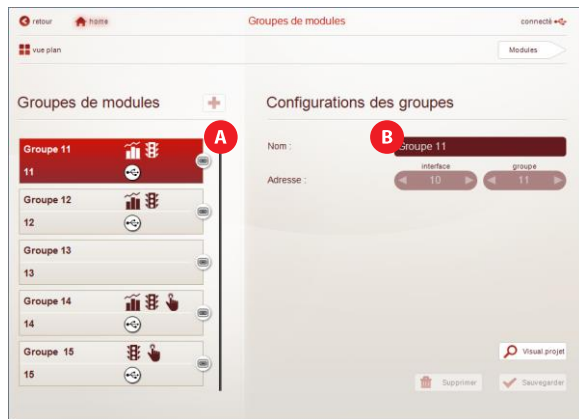 retour home Groupes de modules connecté
vue plan Modules
Groupes de modules Configurations des groupes
A B
Groupe 11 Nom : Groupe 11
interface groupe
11 Adresse : 10 11
Groupe 12
12
Groupe 13
13
Groupe 14
14
Groupe 15
15
Visual.projet
Supprimer Sauvegarder